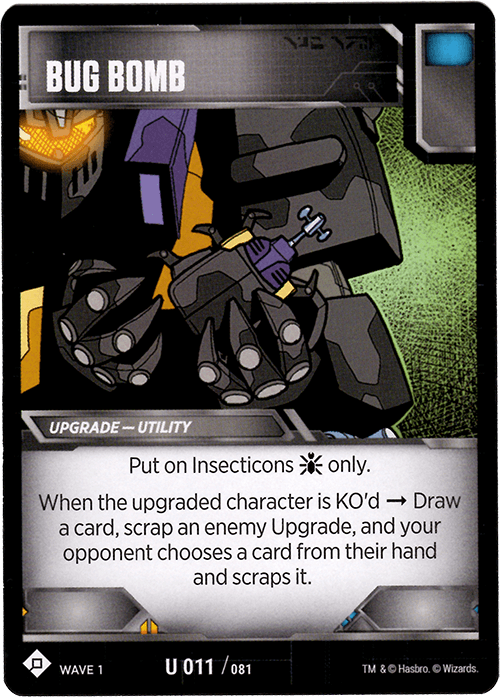 BUG BOMB
UPGRADE — UTILITY
Put on Insecticons only.
When the upgraded character is KO'd → Draw
a card, scrap an enemy Upgrade, and your
opponent chooses a card from their hand
and scraps it.
WAVE 1
U 011 / 081
TM & © Hasbro. © Wizards.